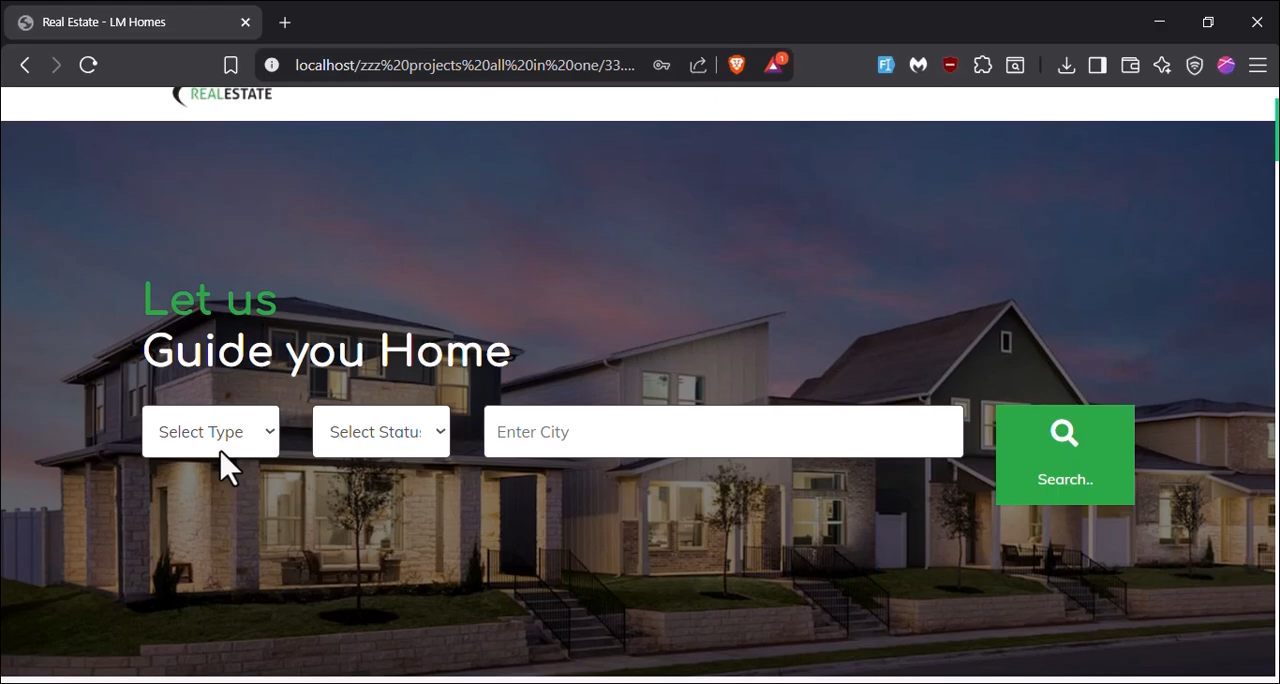 Real Estate - LM Homes
localhost/zzz%20projects%20all%20in%20one/33....
1
REALESTATE
Let us
Guide you Home
Select Type
Select Statu
Enter City
Search..